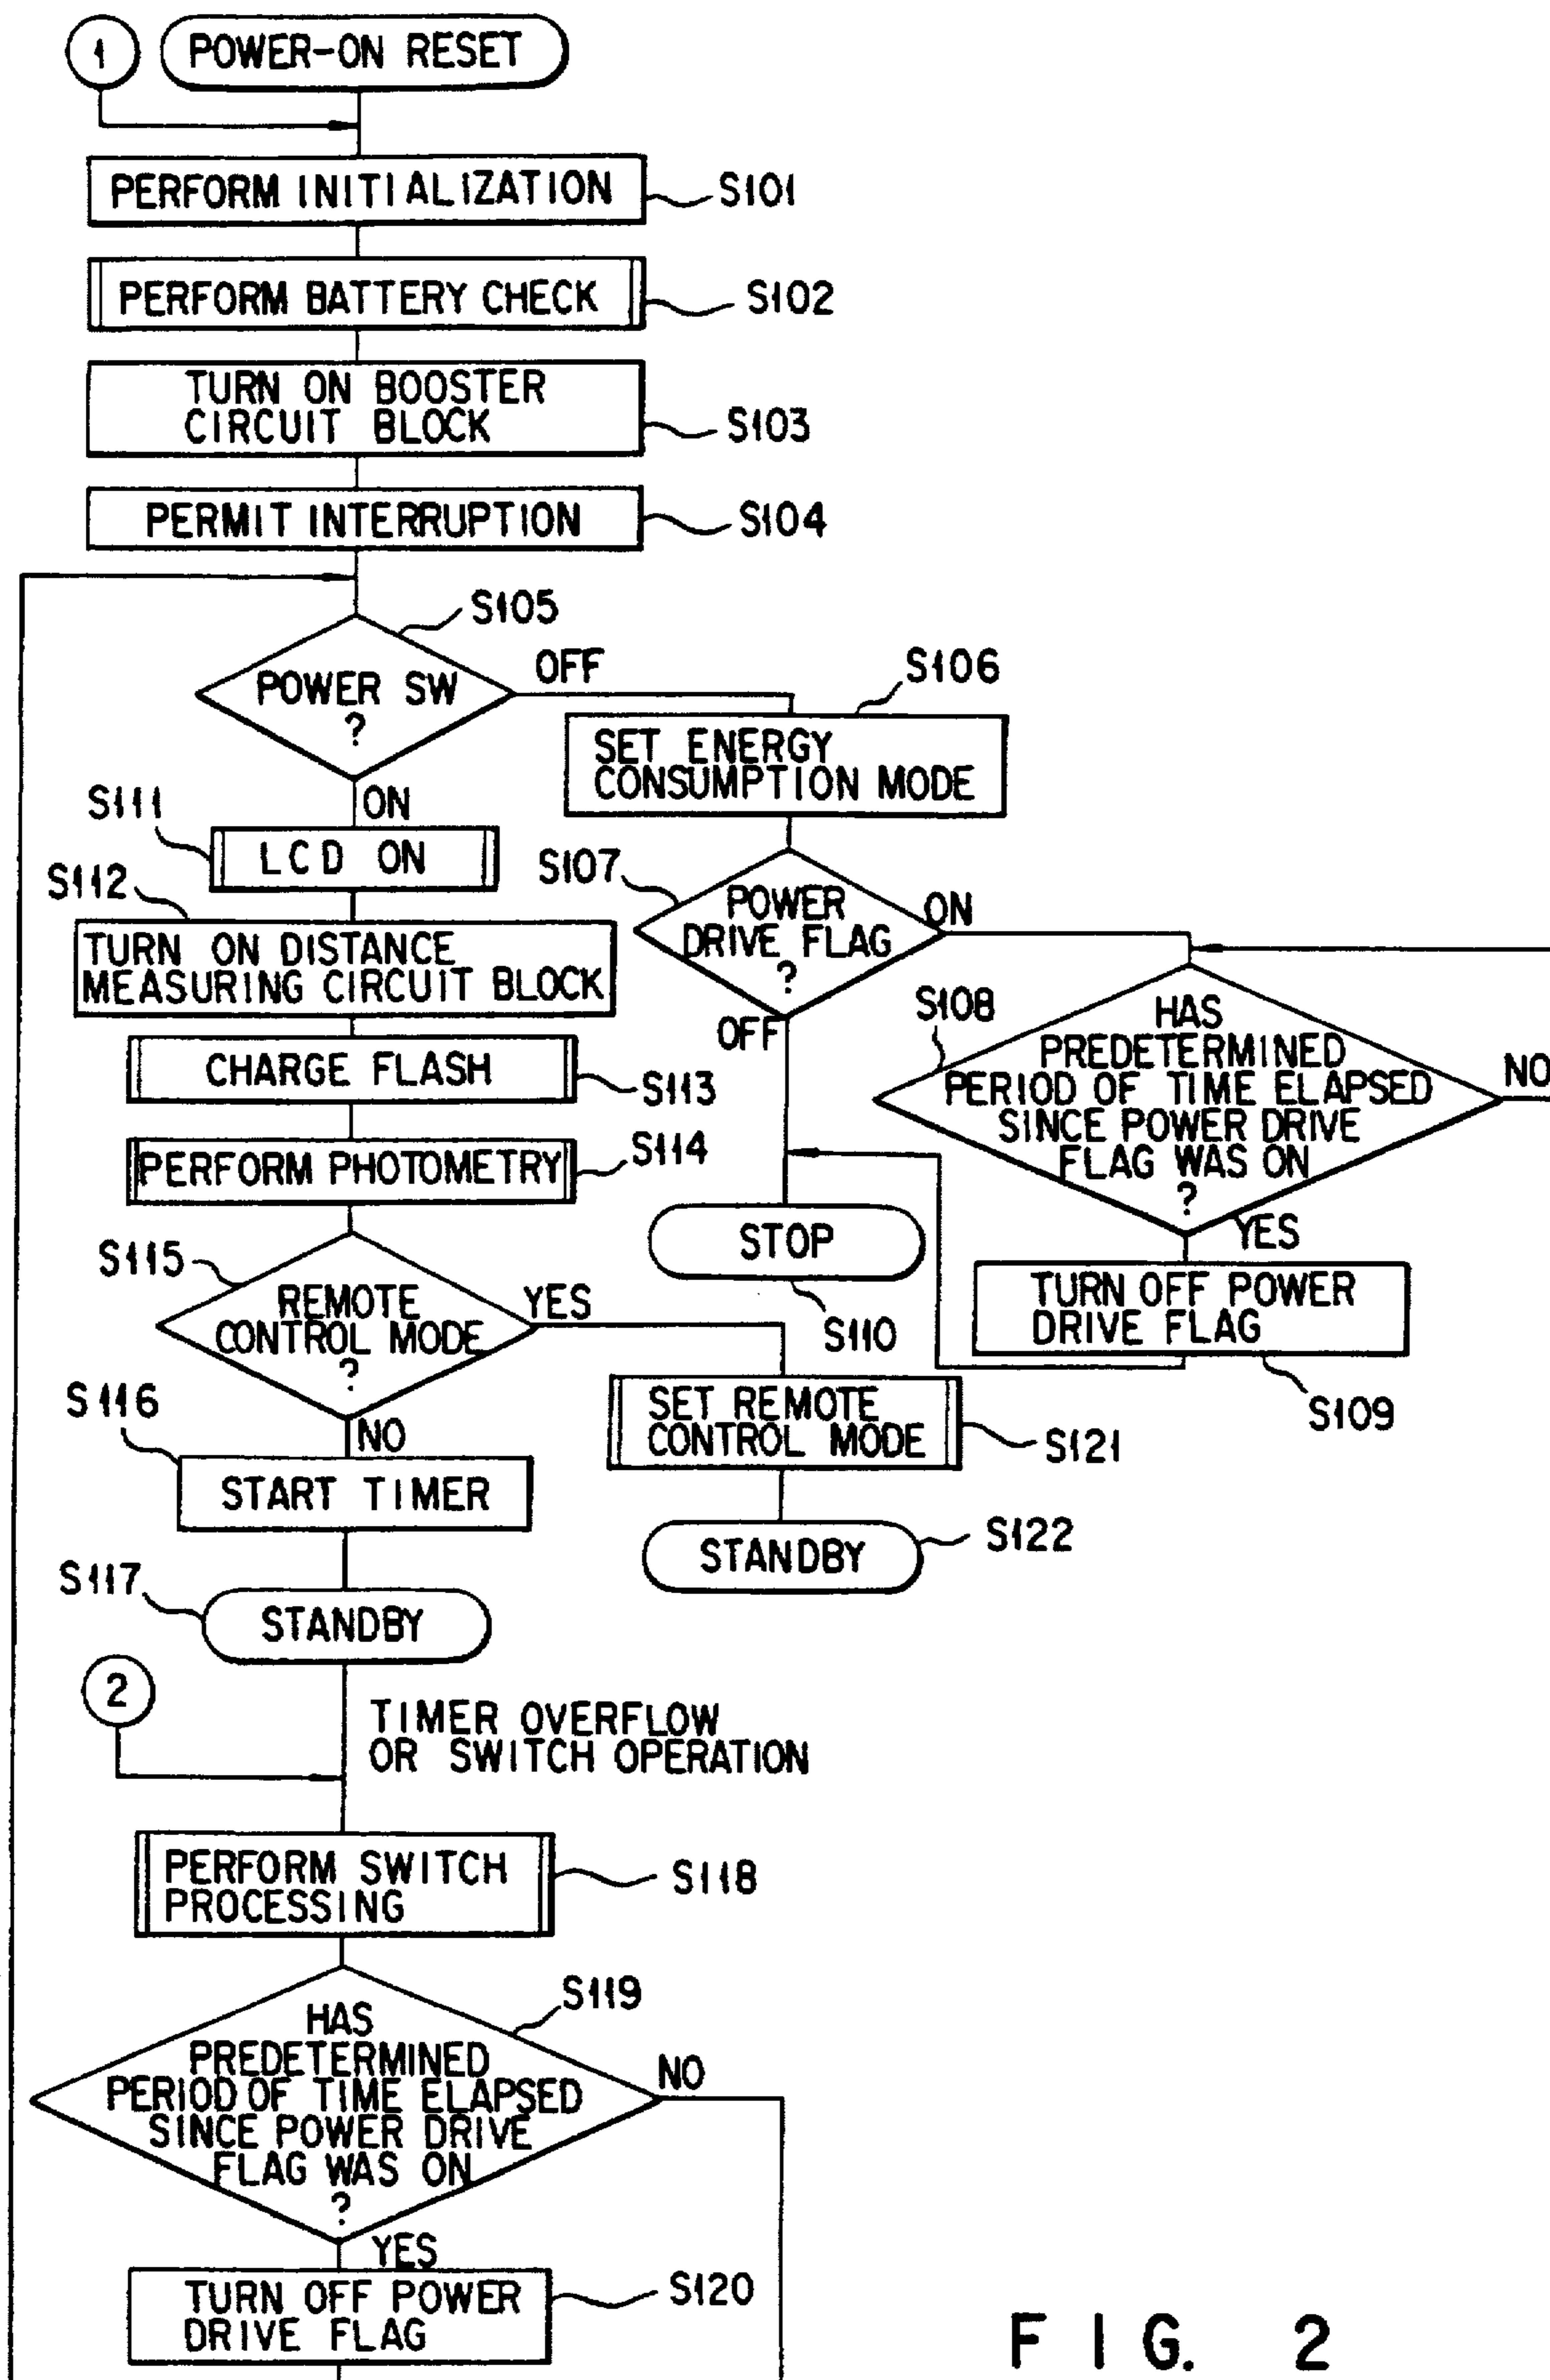 1
POWER-ON RESET
PERFORM INITIALIZATION
S101
PERFORM BATTERY CHECK
S102
TURN ON BOOSTER
CIRCUIT BLOCK
S103
PERMIT INTERRUPTION
S104
S105
POWER SW
?
OFF
ON
S106
SET ENERGY
CONSUMPTION MODE
S111
LCD ON
S107
POWER
DRIVE FLAG
?
ON
OFF
S112
TURN ON DISTANCE
MEASURING CIRCUIT BLOCK
S108
HAS
PREDETERMINED
PERIOD OF TIME ELAPSED
SINCE POWER DRIVE
FLAG WAS ON
?
NO
YES
CHARGE FLASH
S113
PERFORM PHOTOMETRY
S114
STOP
S110
TURN OFF POWER
DRIVE FLAG
S109
S115
REMOTE
CONTROL MODE
?
YES
NO
SET REMOTE
CONTROL MODE
S121
S116
START TIMER
STANDBY
S122
S117
STANDBY
2
TIMER OVERFLOW
OR SWITCH OPERATION
PERFORM SWITCH
PROCESSING
S118
S119
HAS
PREDETERMINED
PERIOD OF TIME ELAPSED
SINCE POWER DRIVE
FLAG WAS ON
?
NO
YES
TURN OFF POWER
DRIVE FLAG
S120
FIG. 2